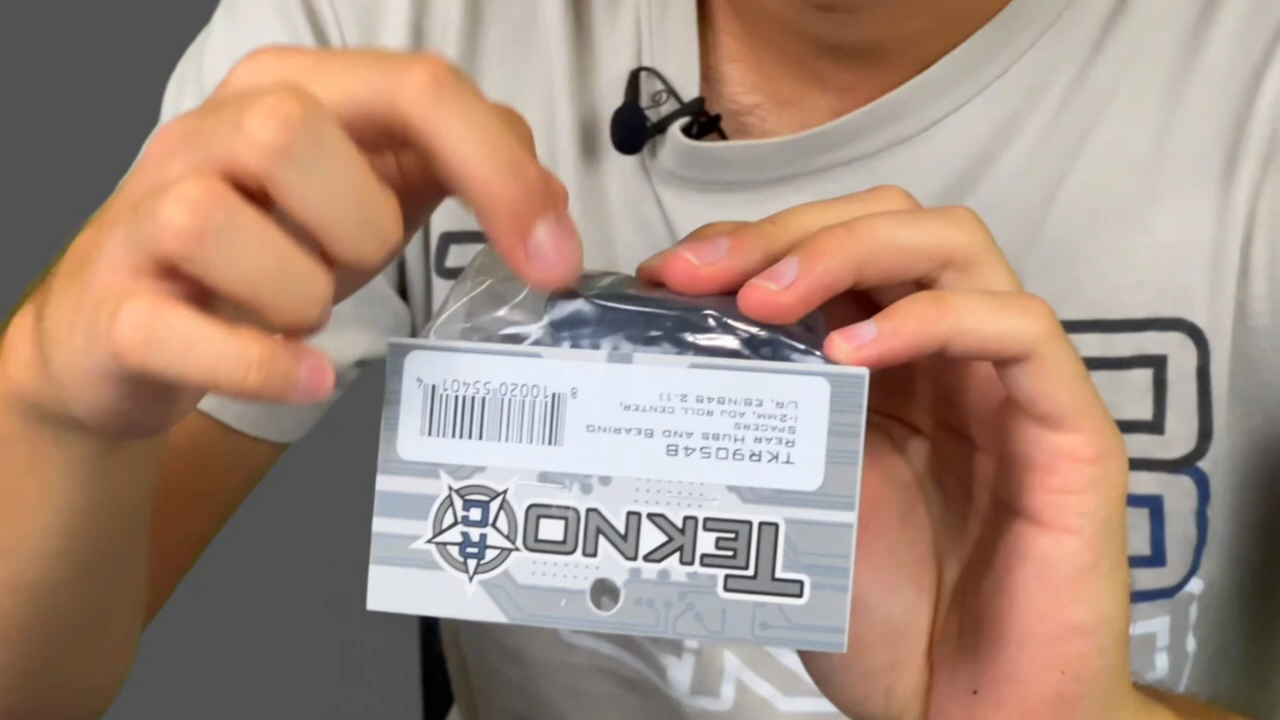 TKR9054B
REAR HUBS AND BEARING
SPACERS
(-2MM, ADJ ROLL CENTER,
L/R, EB/NB48 2.1)
8 10020 55401 4
TEKNO
RC